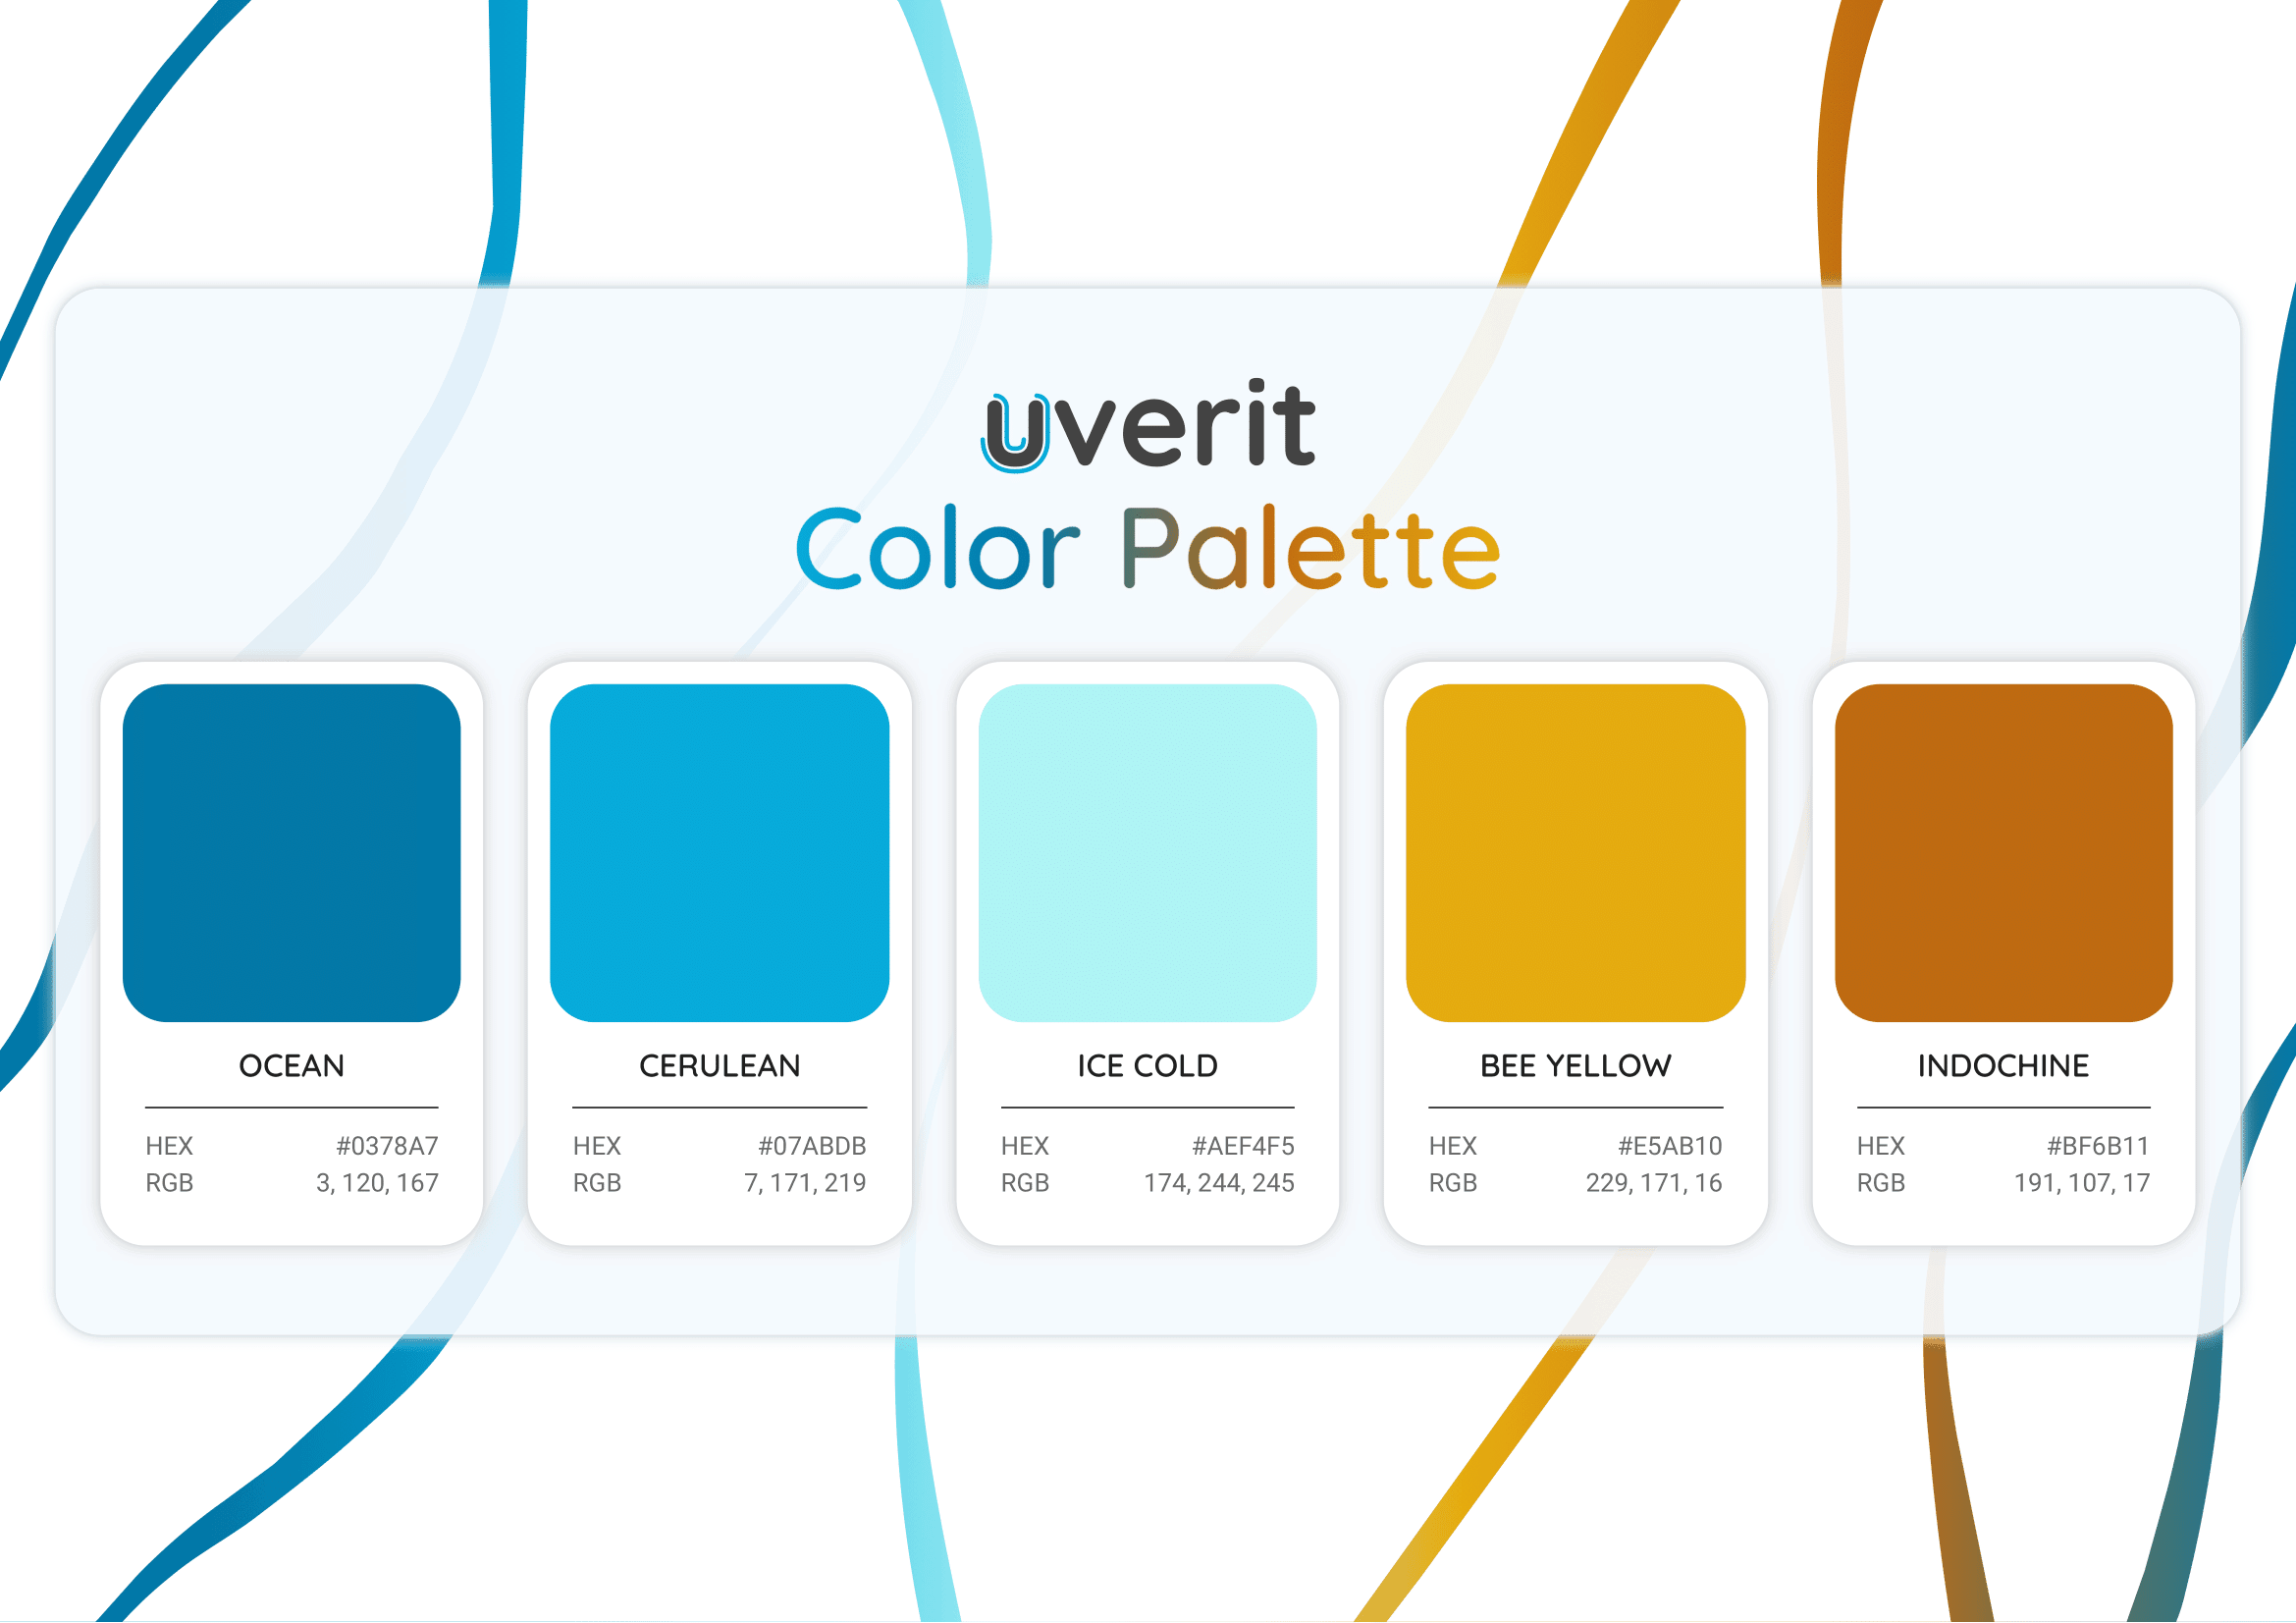 uverit
Color Palette
OCEAN
HEX #0378A7
RGB 3, 120, 167
CERULEAN
HEX #07ABDB
RGB 7, 171, 219
ICE COLD
HEX #AEF4F5
RGB 174, 244, 245
BEE YELLOW
HEX #E5AB10
RGB 229, 171, 16
INDOCHINE
HEX #BF6B11
RGB 191, 107, 17